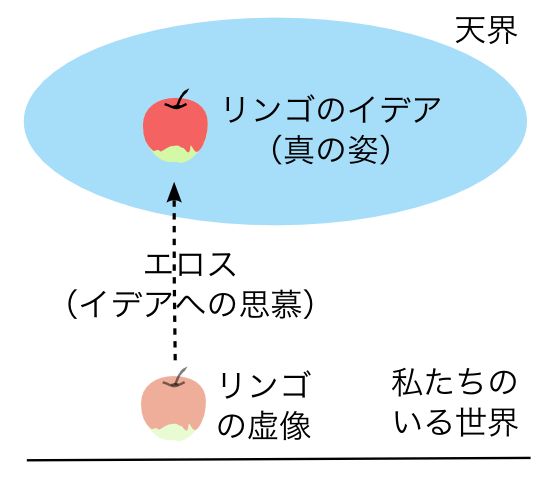 天界
リンゴのイデア
（真の姿）
エロス
（イデアへの思慕）
リンゴ
の虚像
私たちの
いる世界